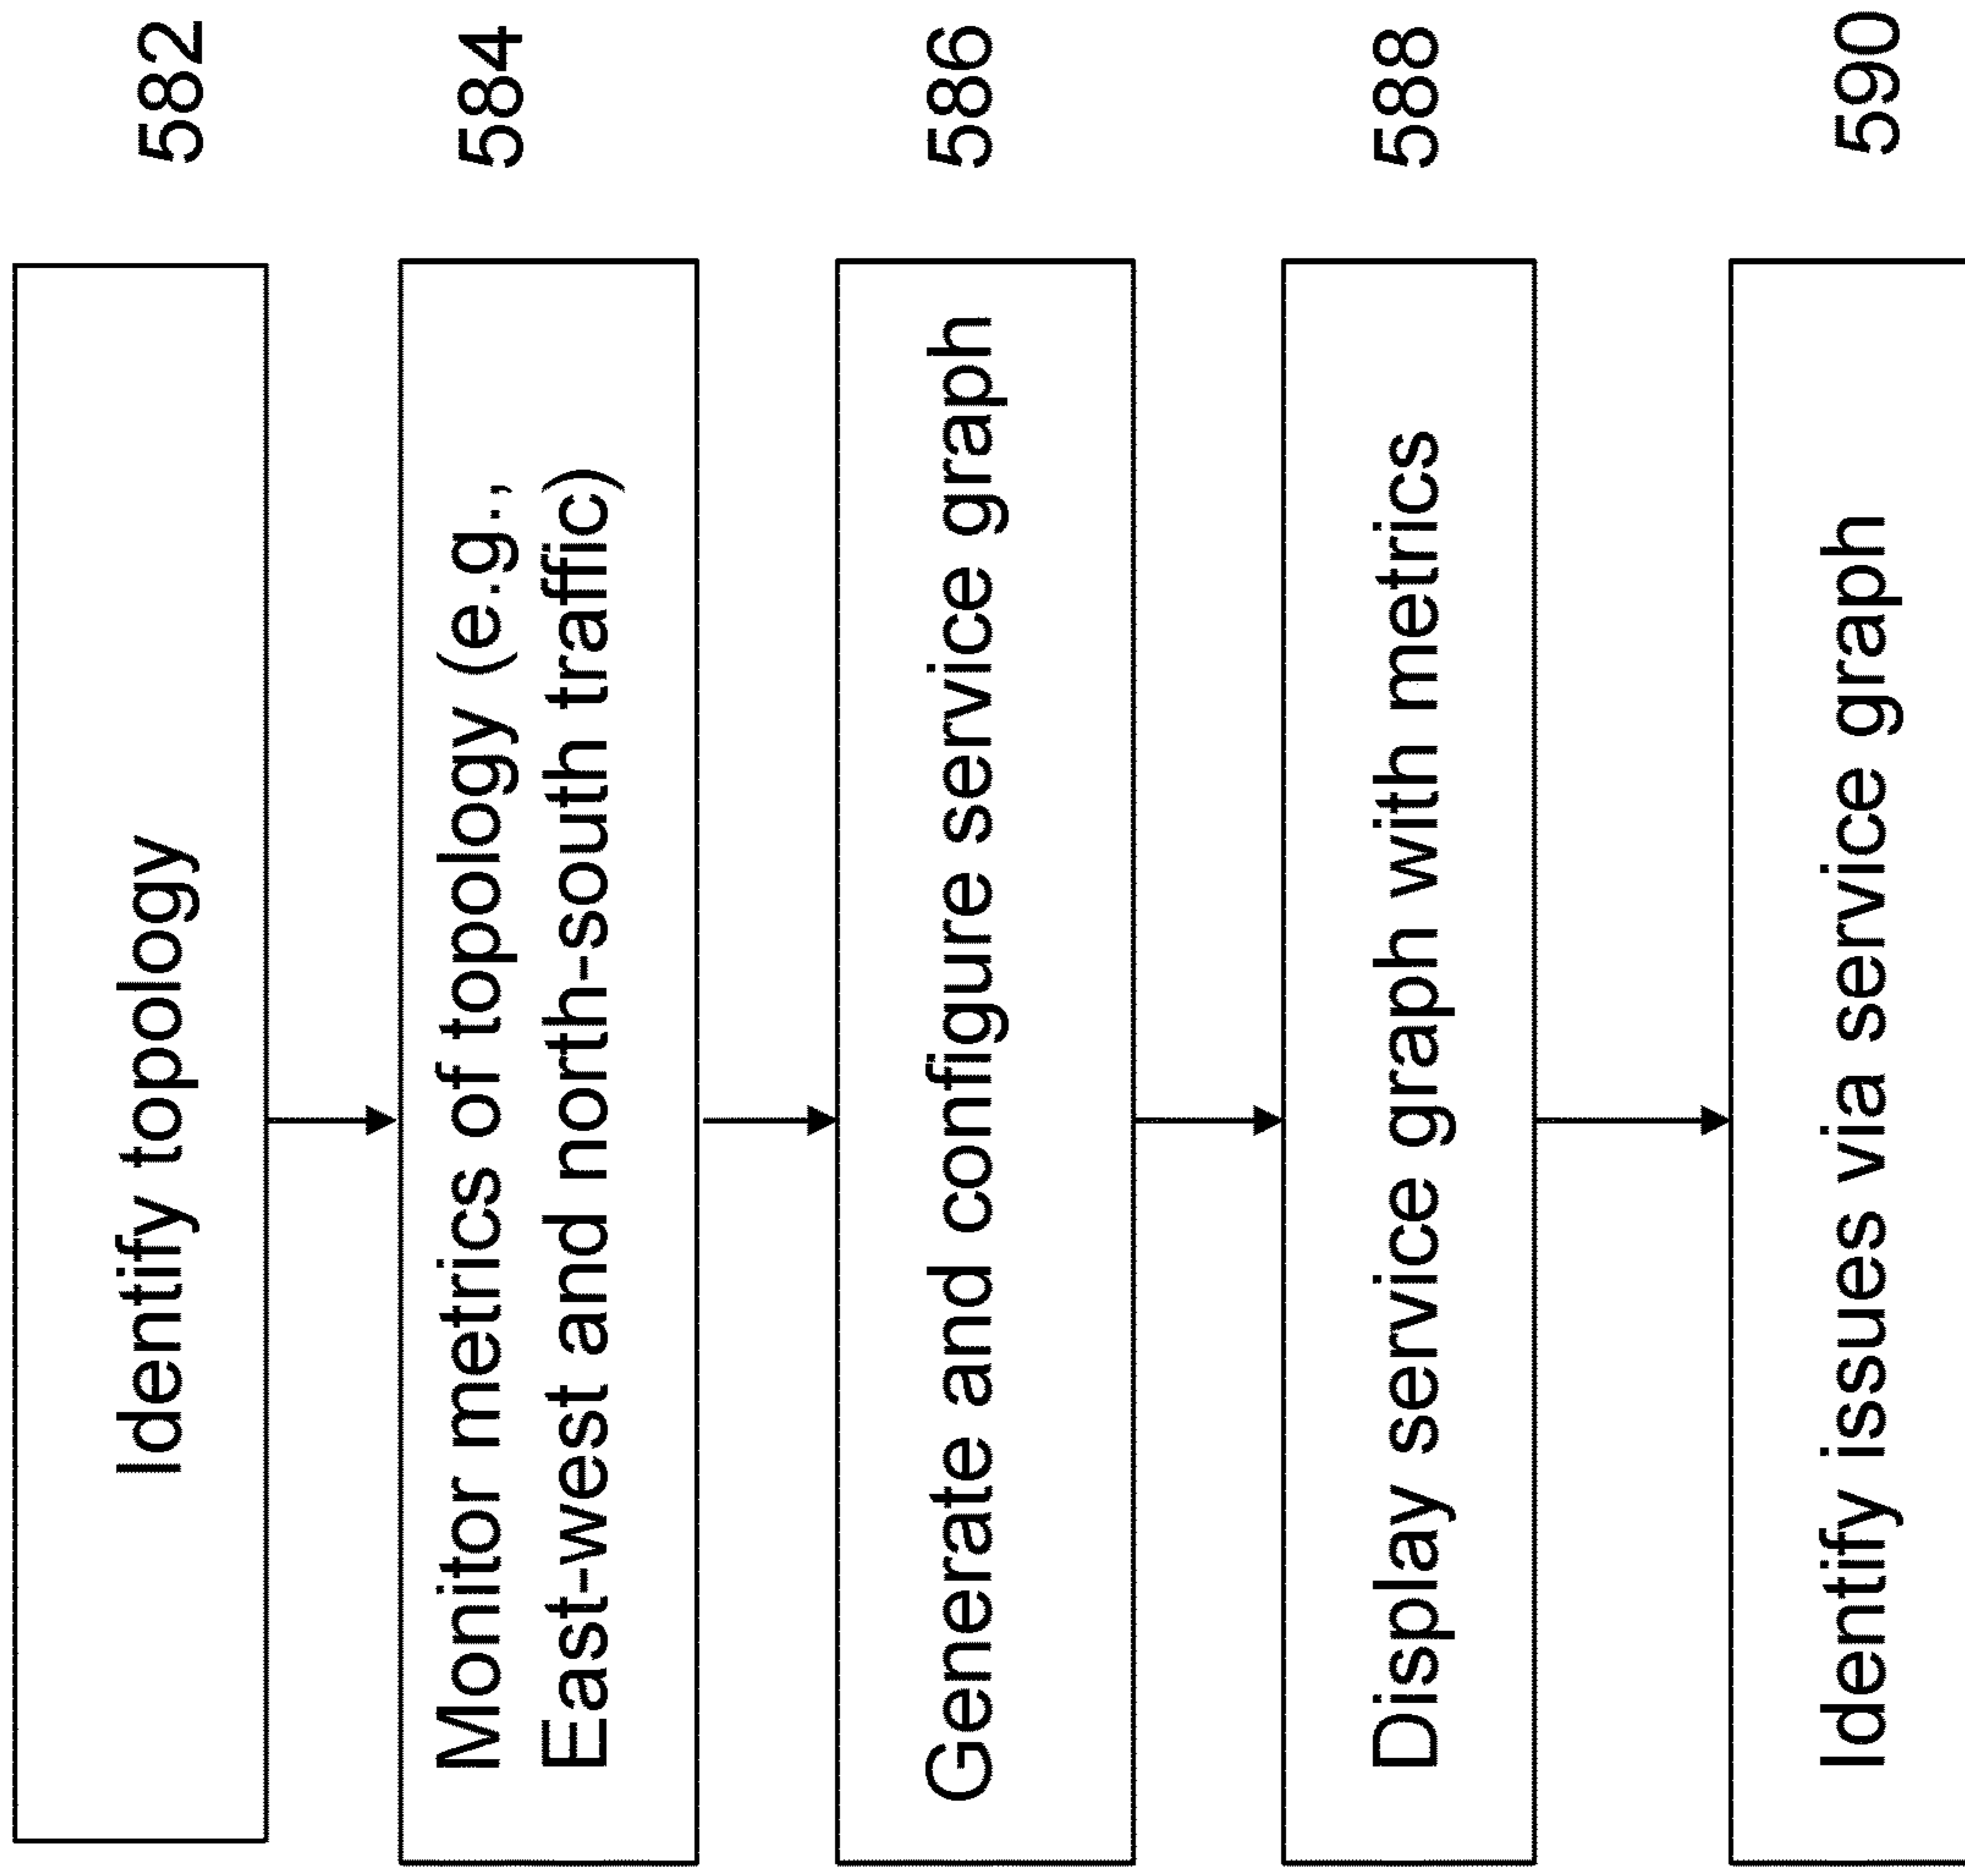 Identify topology
582
Monitor metrics of topology (e.g.,
East-west and north-south traffic)
584
Generate and configure service graph
586
Display service graph with metrics
588
Identify issues via service graph
590